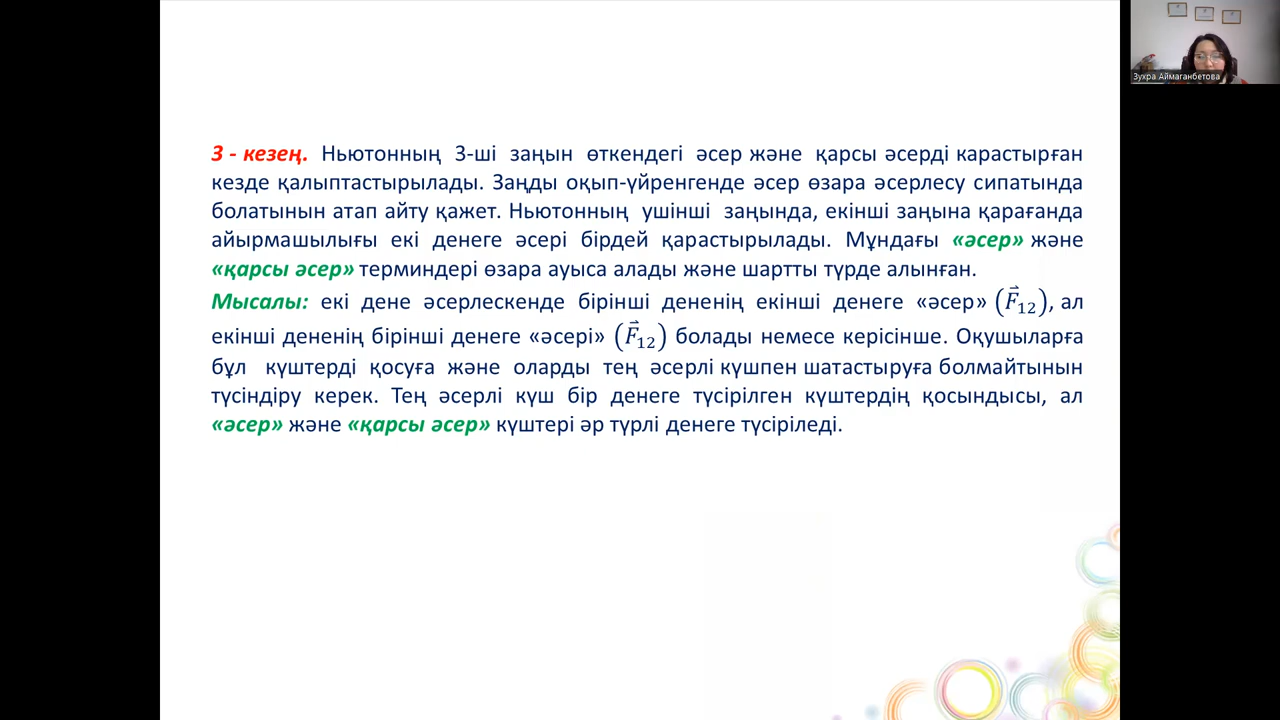 3 - кезең. Ньютонның 3-ші заңын өткендегі әсер және қарсы әсерді карастырған
кезде қалыптастырылады. Заңды оқып-үйренгенде әсер өзара әсерлесу сипатында
болатынын атап айту қажет. Ньютонның ушінші заңында, екінші заңына қарағанда
айырмашылығы екі денеге әсері бірдей қарастырылады. Мұндағы «әсер» және
«қарсы әсер» терминдері өзара ауыса алады және шартты түрде алынған.
Мысалы: екі дене әсерлескенде бірінші дененің екінші денеге «әсер» (F⃗₁₂), ал
екінші дененің бірінші денеге «әсері» (F⃗₁₂) болады немесе керісінше. Оқушыларға
бұл күштерді қосуға және оларды тең әсерлі күшпен шатастыруға болмайтынын
түсіндіру керек. Тең әсерлі күш бір денеге түсірілген күштердің қосындысы, ал
«әсер» және «қарсы әсер» күштері әр түрлі денеге түсіріледі.
Зухра Аймаганбетова